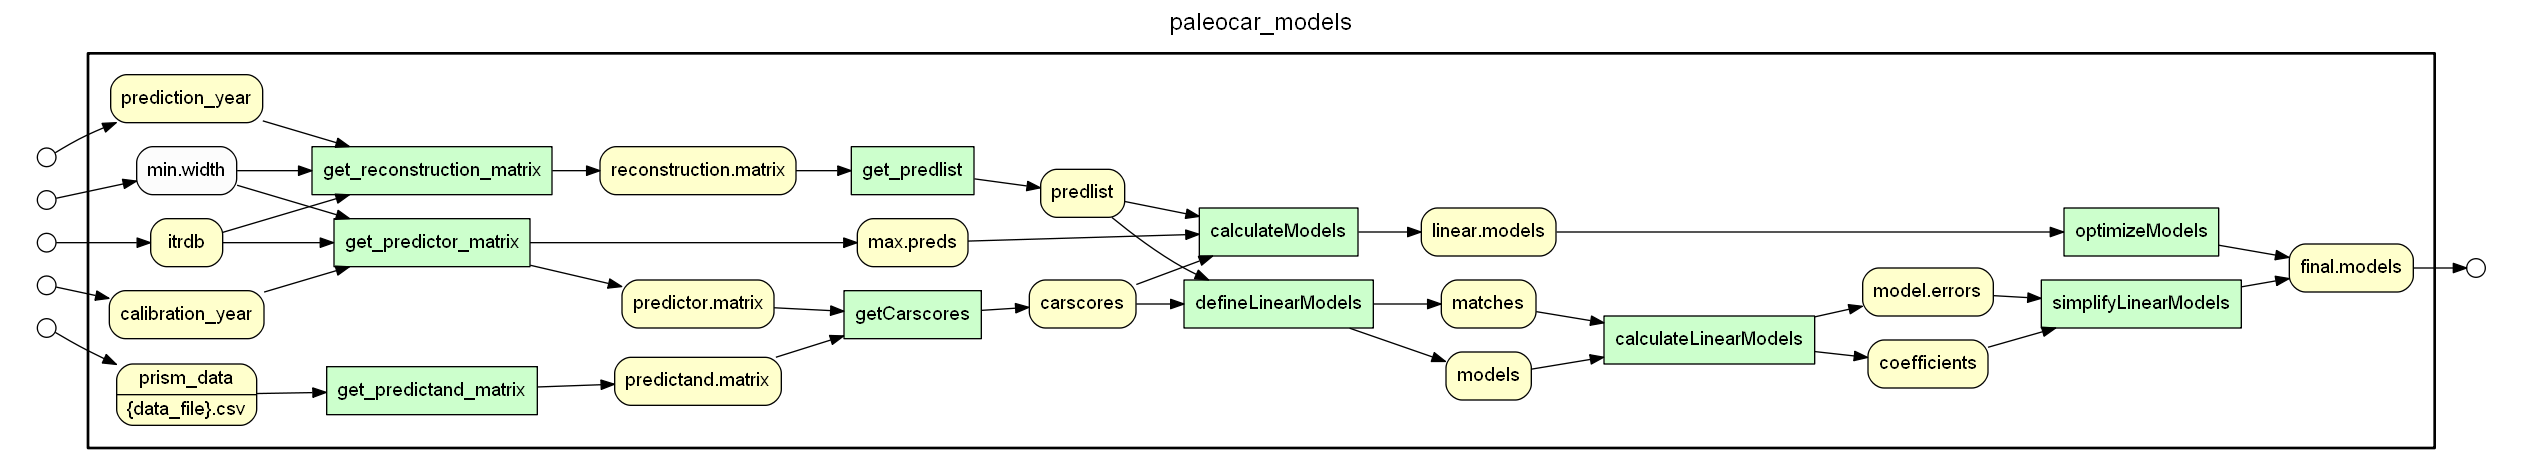 paleocar_models
prediction_year
min.width
itrdb
calibration_year
prism_data
{data_file}.csv
get_reconstruction_matrix
get_predictor_matrix
get_predictand_matrix
reconstruction.matrix
predictor.matrix
predictand.matrix
get_predlist
max.preds
getCarscores
predlist
carscores
calculateModels
defineLinearModels
linear.models
matches
models
calculateLinearModels
model.errors
coefficients
optimizeModels
simplifyLinearModels
final.models